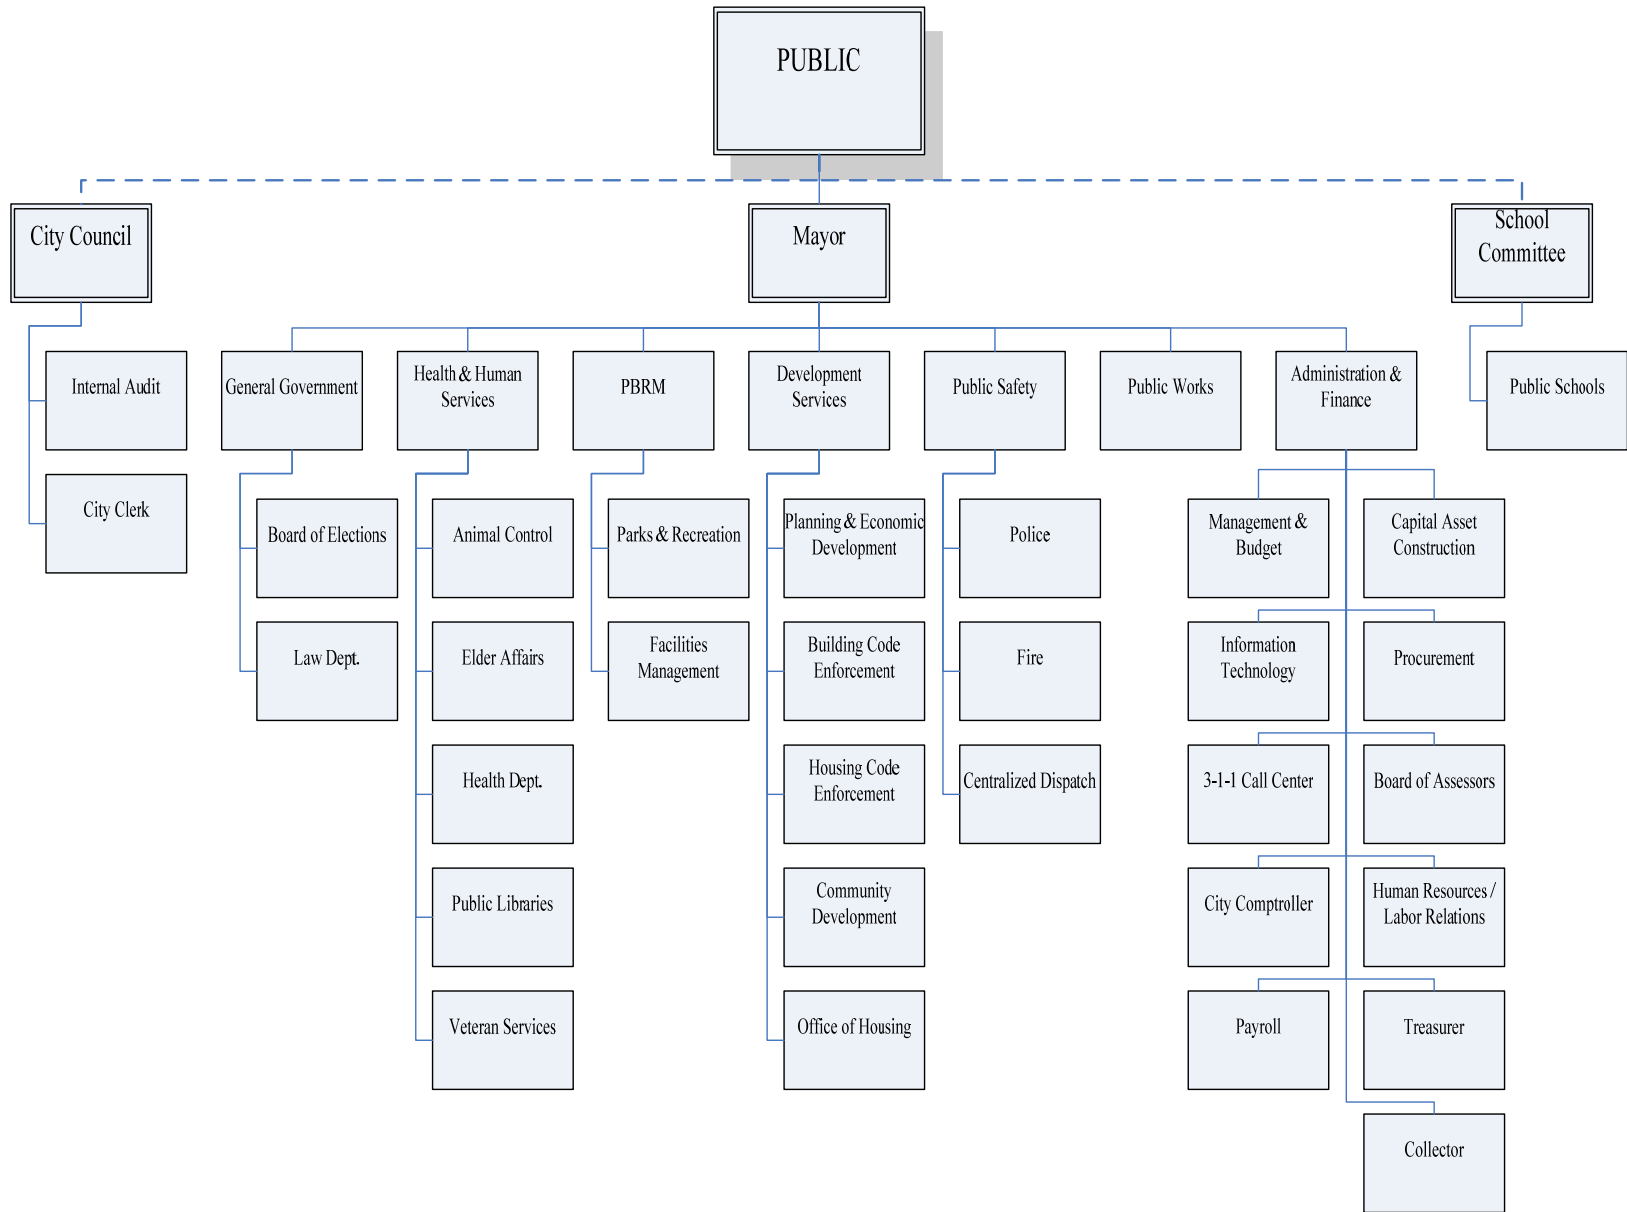 PUBLIC
City Council
Mayor
School
Committee
Internal Audit
General Government
Health & Human
Services
PBRM
Development
Services
Public Safety
Public Works
Administration &
Finance
Public Schools
City Clerk
Board of Elections
Animal Control
Parks & Recreation
Planning & Economic
Development
Police
Management &
Budget
Capital Asset
Construction
Law Dept.
Elder Affairs
Facilities
Management
Building Code
Enforcement
Fire
Information
Technology
Procurement
Health Dept.
Housing Code
Enforcement
Centralized Dispatch
3-1-1 Call Center
Board of Assessors
Public Libraries
Community
Development
City Comptroller
Human Resources /
Labor Relations
Veteran Services
Office of Housing
Payroll
Treasurer
Collector